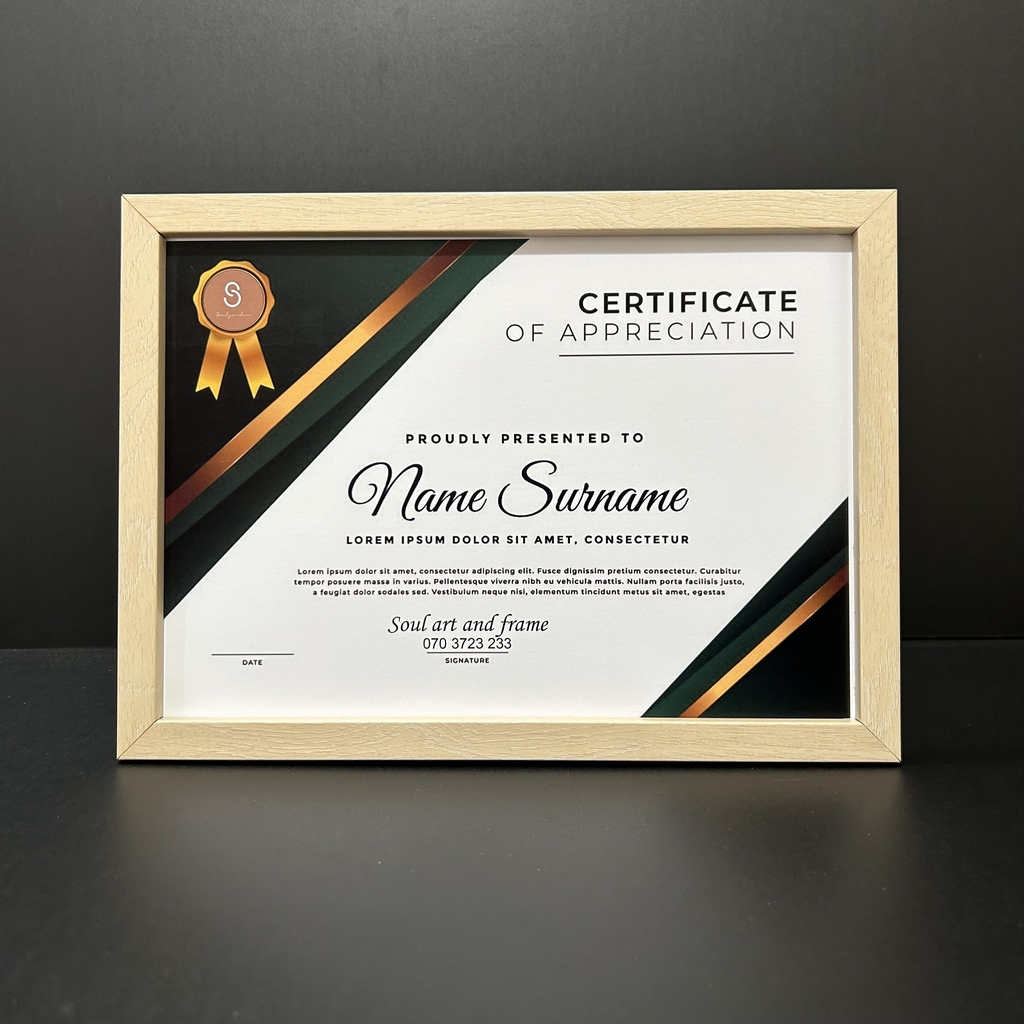 S
CERTIFICATE
OF APPRECIATION
PROUDLY PRESENTED TO
Name Surname
LOREM IPSUM DOLOR SIT AMET, CONSECTETUR
Lorem ipsum dolor sit amet, consectetur adipiscing elit. Fusce dignissim pretium consectetur. Curabitur
tempor posuere massa in varius. Pellentesque viverra nibh eu vehicula mattis. Nullam porta facilisis justo,
a feugiat dolor sodales sed. Vestibulum neque nisi, elementum tincidunt metus sit amet, egestas
Soul art and frame
070 3723 233
DATE
SIGNATURE